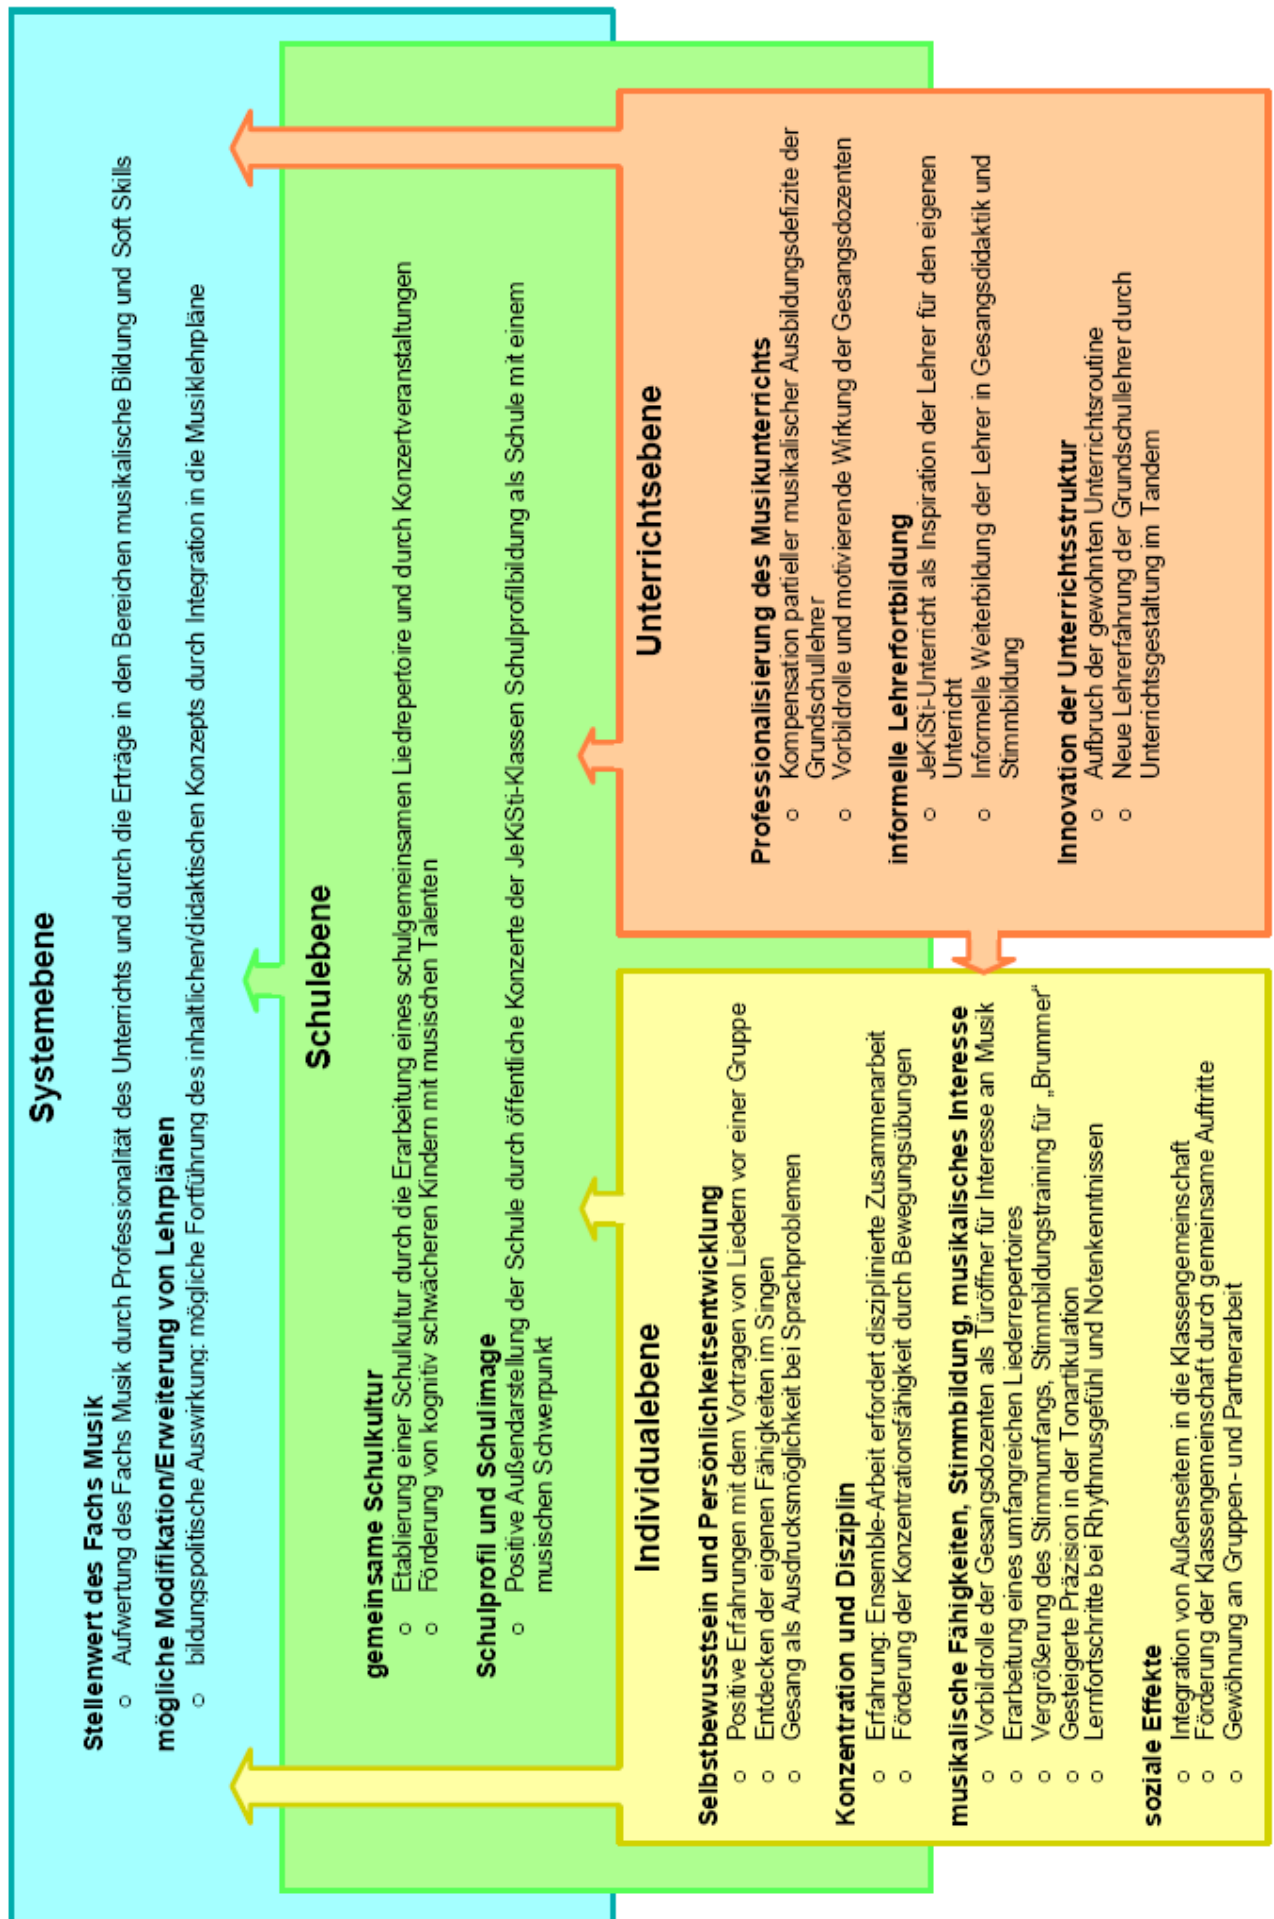 Systemebene
Stellenwert des Fachs Musik
o Aufwertung des Fachs Musik durch Professionalität des Unterrichts und durch die Erträge in den Bereichen musikalische Bildung und Soft Skills
mögliche Modifikation/Erweiterung von Lehrplänen
o bildungspolitische Auswirkung: mögliche Fortführung des inhaltlichen/didaktischen Konzepts durch Integration in die Musiklehrpläne
Schulebene
gemeinsame Schulkultur
o Etablierung einer Schulkultur durch die Erarbeitung eines schulgemeinsamen Liedrepertoire und durch Konzertveranstaltungen
o Förderung von kognitiv schwächeren Kindern mit musischen Talenten
Schulprofil und Schulimage
o Positive Außendarstellung der Schule durch öffentliche Konzerte der JeKiSti-Klassen Schulprofilbildung als Schule mit einem
musischen Schwerpunkt
Individualebene
Selbstbewusstsein und Persönlichkeitsentwicklung
o Positive Erfahrungen mit dem Vortragen von Liedern vor einer Gruppe
o Entdecken der eigenen Fähigkeiten im Singen
o Gesang als Ausdrucksmöglichkeit bei Sprachproblemen
Konzentration und Disziplin
o Erfahrung: Ensemble-Arbeit erfordert disziplinierte Zusammenarbeit
o Förderung der Konzentrationsfähigkeit durch Bewegungsübungen
musikalische Fähigkeiten, Stimmbildung, musikalisches Interesse
o Vorbildrolle der Gesangsdozenten als Türöffner für Interesse an Musik
o Erarbeitung eines umfangreichen Liederrepertoires
o Vergrößerung des Stimmumfangs, Stimmbildungstraining für „Brummer“
o Gesteigerte Präzision in der Tonartikulation
o Lernfortschritte bei Rhythmusgefühl und Notenkenntnissen
soziale Effekte
o Integration von Außenseitern in die Klassengemeinschaft
o Förderung der Klassengemeinschaft durch gemeinsame Auftritte
o Gewöhnung an Gruppen- und Partnerarbeit
Unterrichtsebene
Professionalisierung des Musikunterrichts
o Kompensation partieller musikalischer Ausbildungsdefizite der
Grundschullehrer
o Vorbildrolle und motivierende Wirkung der Gesangsdozenten
informelle Lehrerfortbildung
o JeKiSti-Unterricht als Inspiration der Lehrer für den eigenen
Unterricht
o Informelle Weiterbildung der Lehrer in Gesangsdidaktik und
Stimmbildung
Innovation der Unterrichtsstruktur
o Aufbruch der gewohnten Unterrichtsroutine
o Neue Lehrerfahrung der Grundschullehrer durch
Unterrichtsgestaltung im Tandem